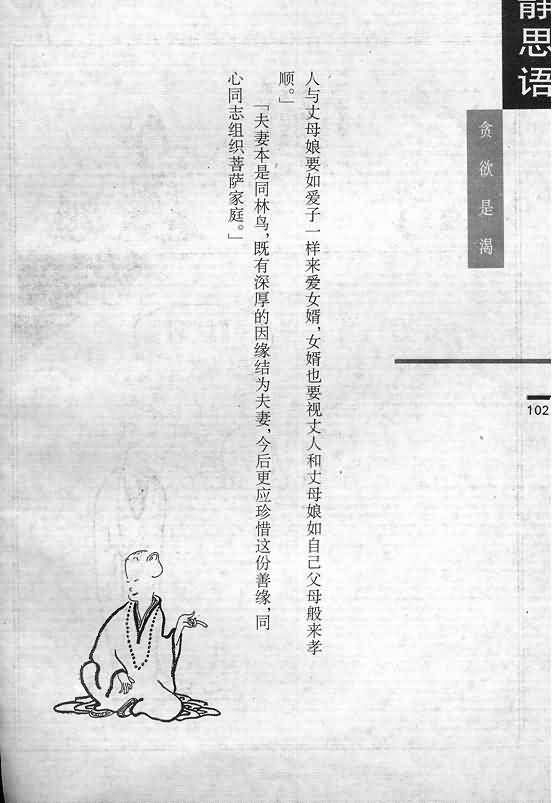 静思语
贪欲是渴
102
人与丈母娘要如爱子一样来爱女婿，女婿也要视丈人和丈母娘如自己父母般来孝
顺。」
「夫妻本是同林鸟，既有深厚的因缘结为夫妻，今后更应珍惜这份善缘，同
心同志组织菩萨家庭。」